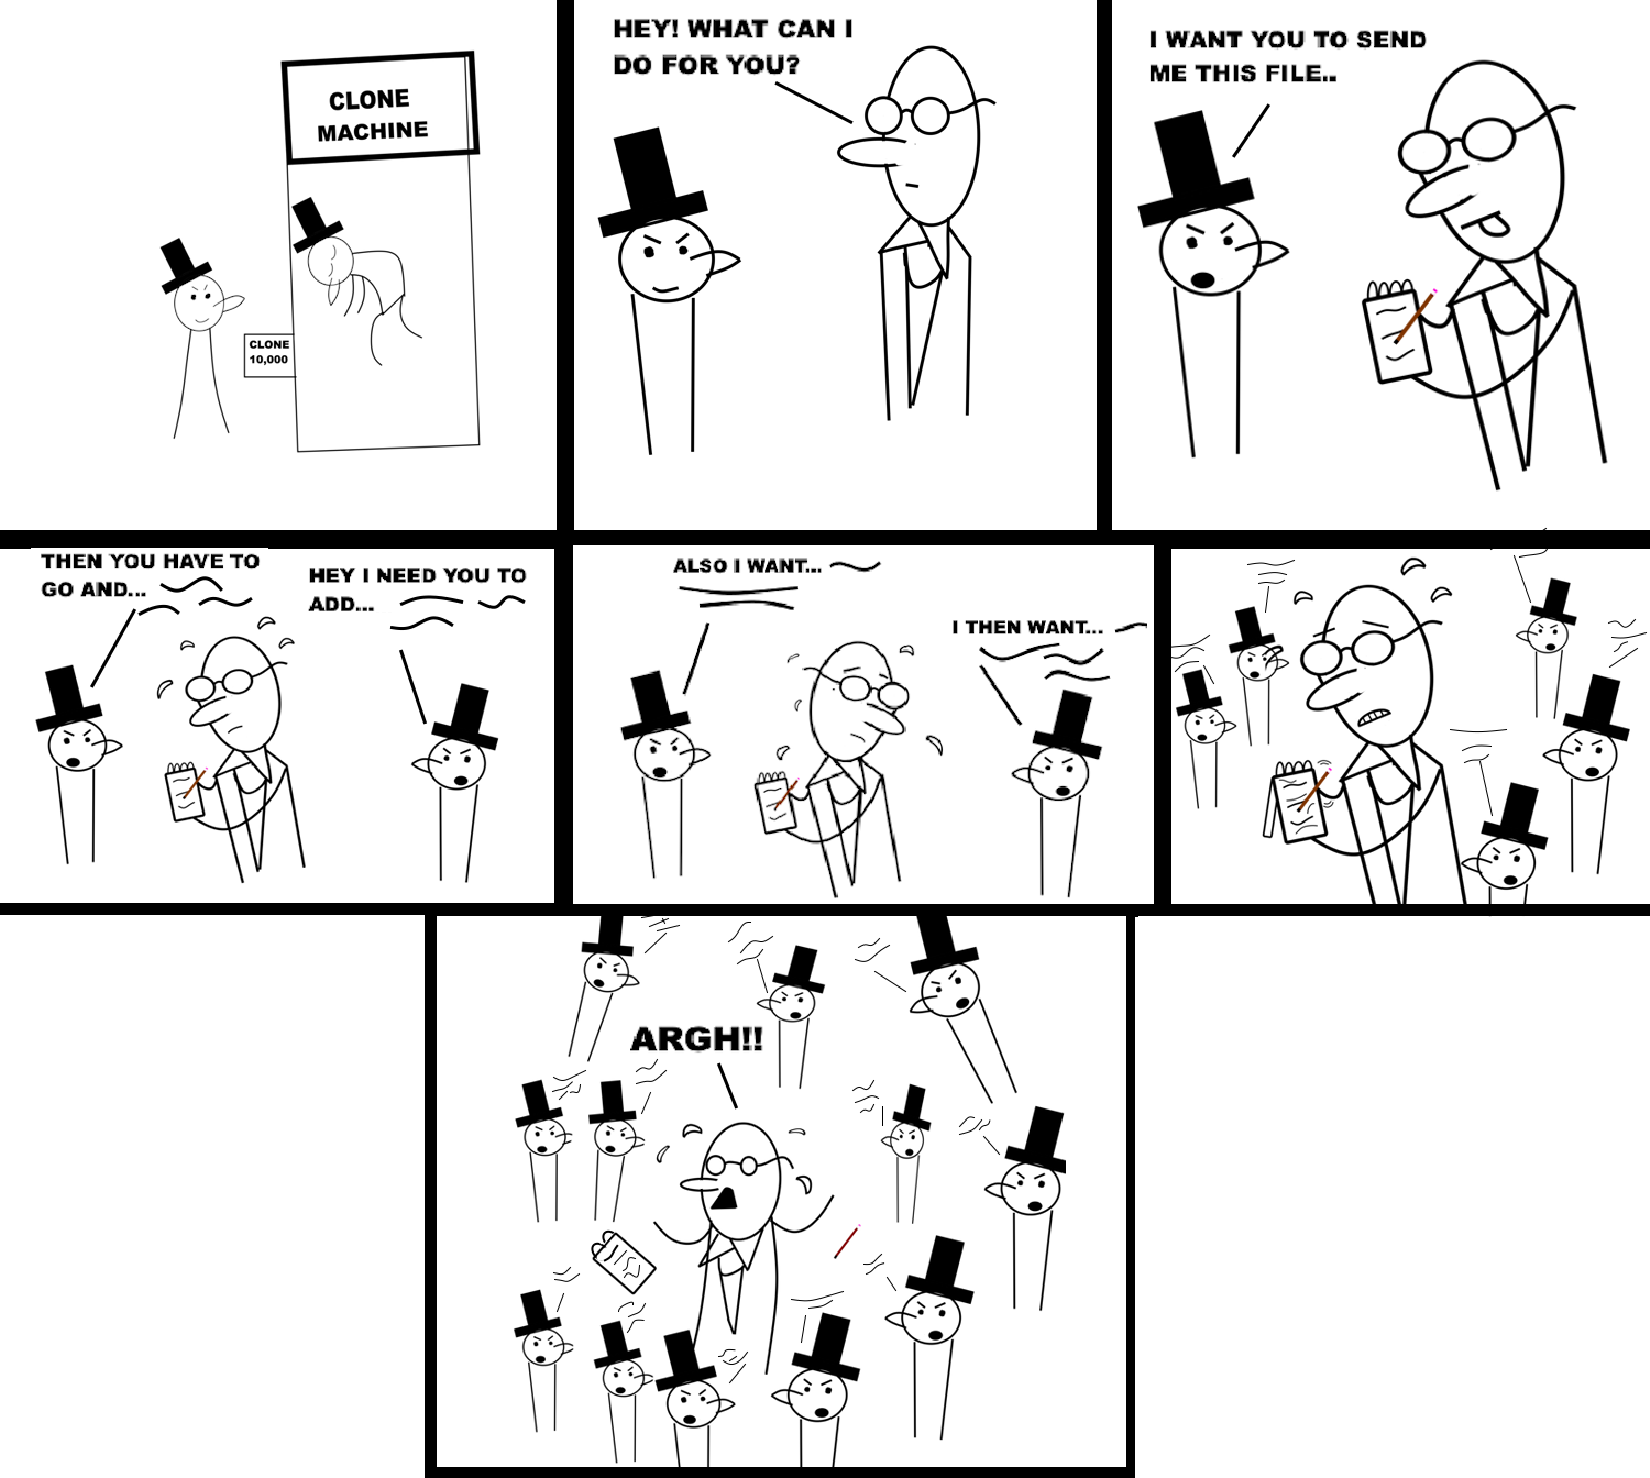 CLONE
MACHINE
CLONE
10,000
HEY! WHAT CAN I
DO FOR YOU?
I WANT YOU TO SEND
ME THIS FILE..
THEN YOU HAVE TO
GO AND...
HEY I NEED YOU TO
ADD...
ALSO I WANT...
I THEN WANT...
ARGH!!